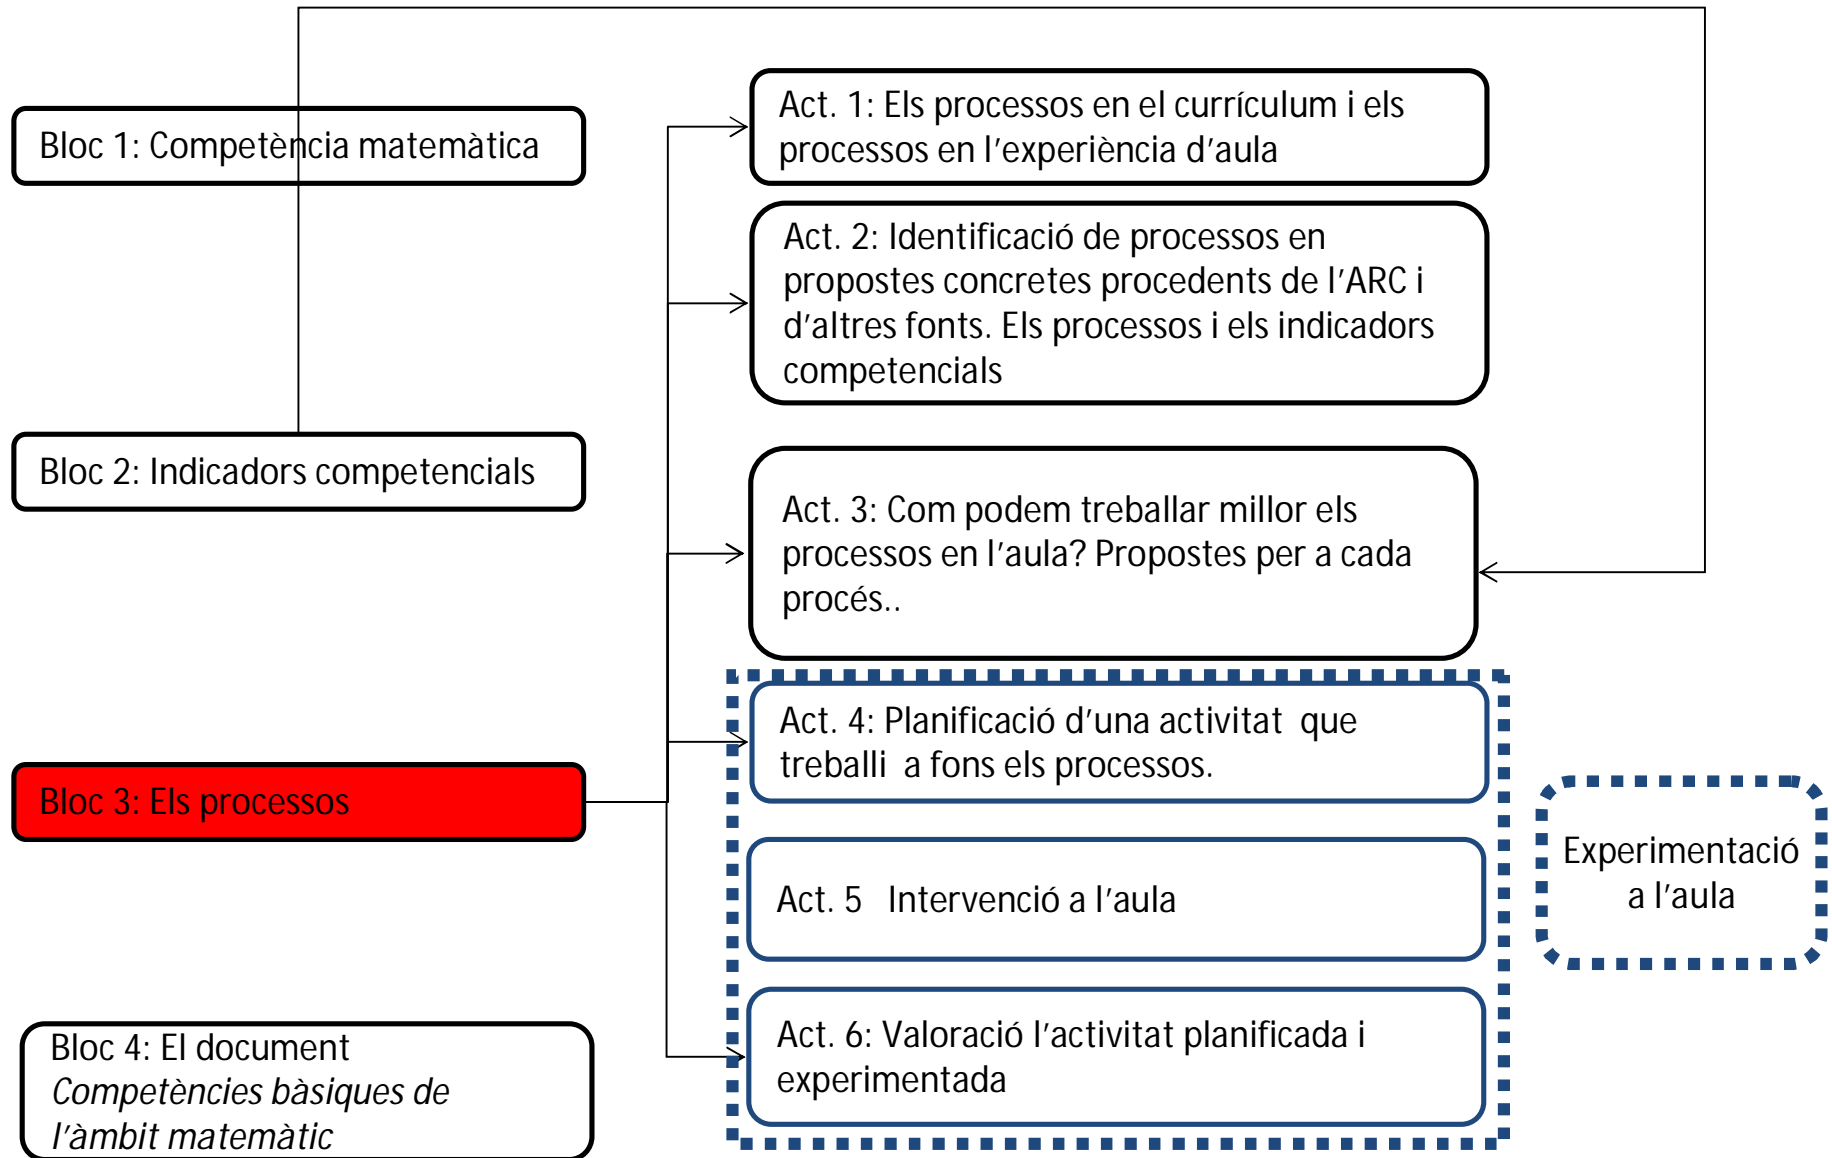 Bloc 1: Competència matemàtica
Bloc 2: Indicadors competencials
Bloc 3: Els processos
Bloc 4: El document
Competències bàsiques de
l'àmbit matemàtic
Act. 1: Els processos en el currículum i els
processos en l'experiència d'aula
Act. 2: Identificació de processos en
propostes concretes procedents de l'ARC i
d'altres fonts. Els processos i els indicadors
competencials
Act. 3: Com podem treballar millor els
processos en l'aula? Propostes per a cada
procés..
Act. 4: Planificació d'una activitat  que
treballi  a fons els processos.
Act. 5   Intervenció a l'aula
Act. 6: Valoració l'activitat planificada i
experimentada
Experimentació
a l'aula